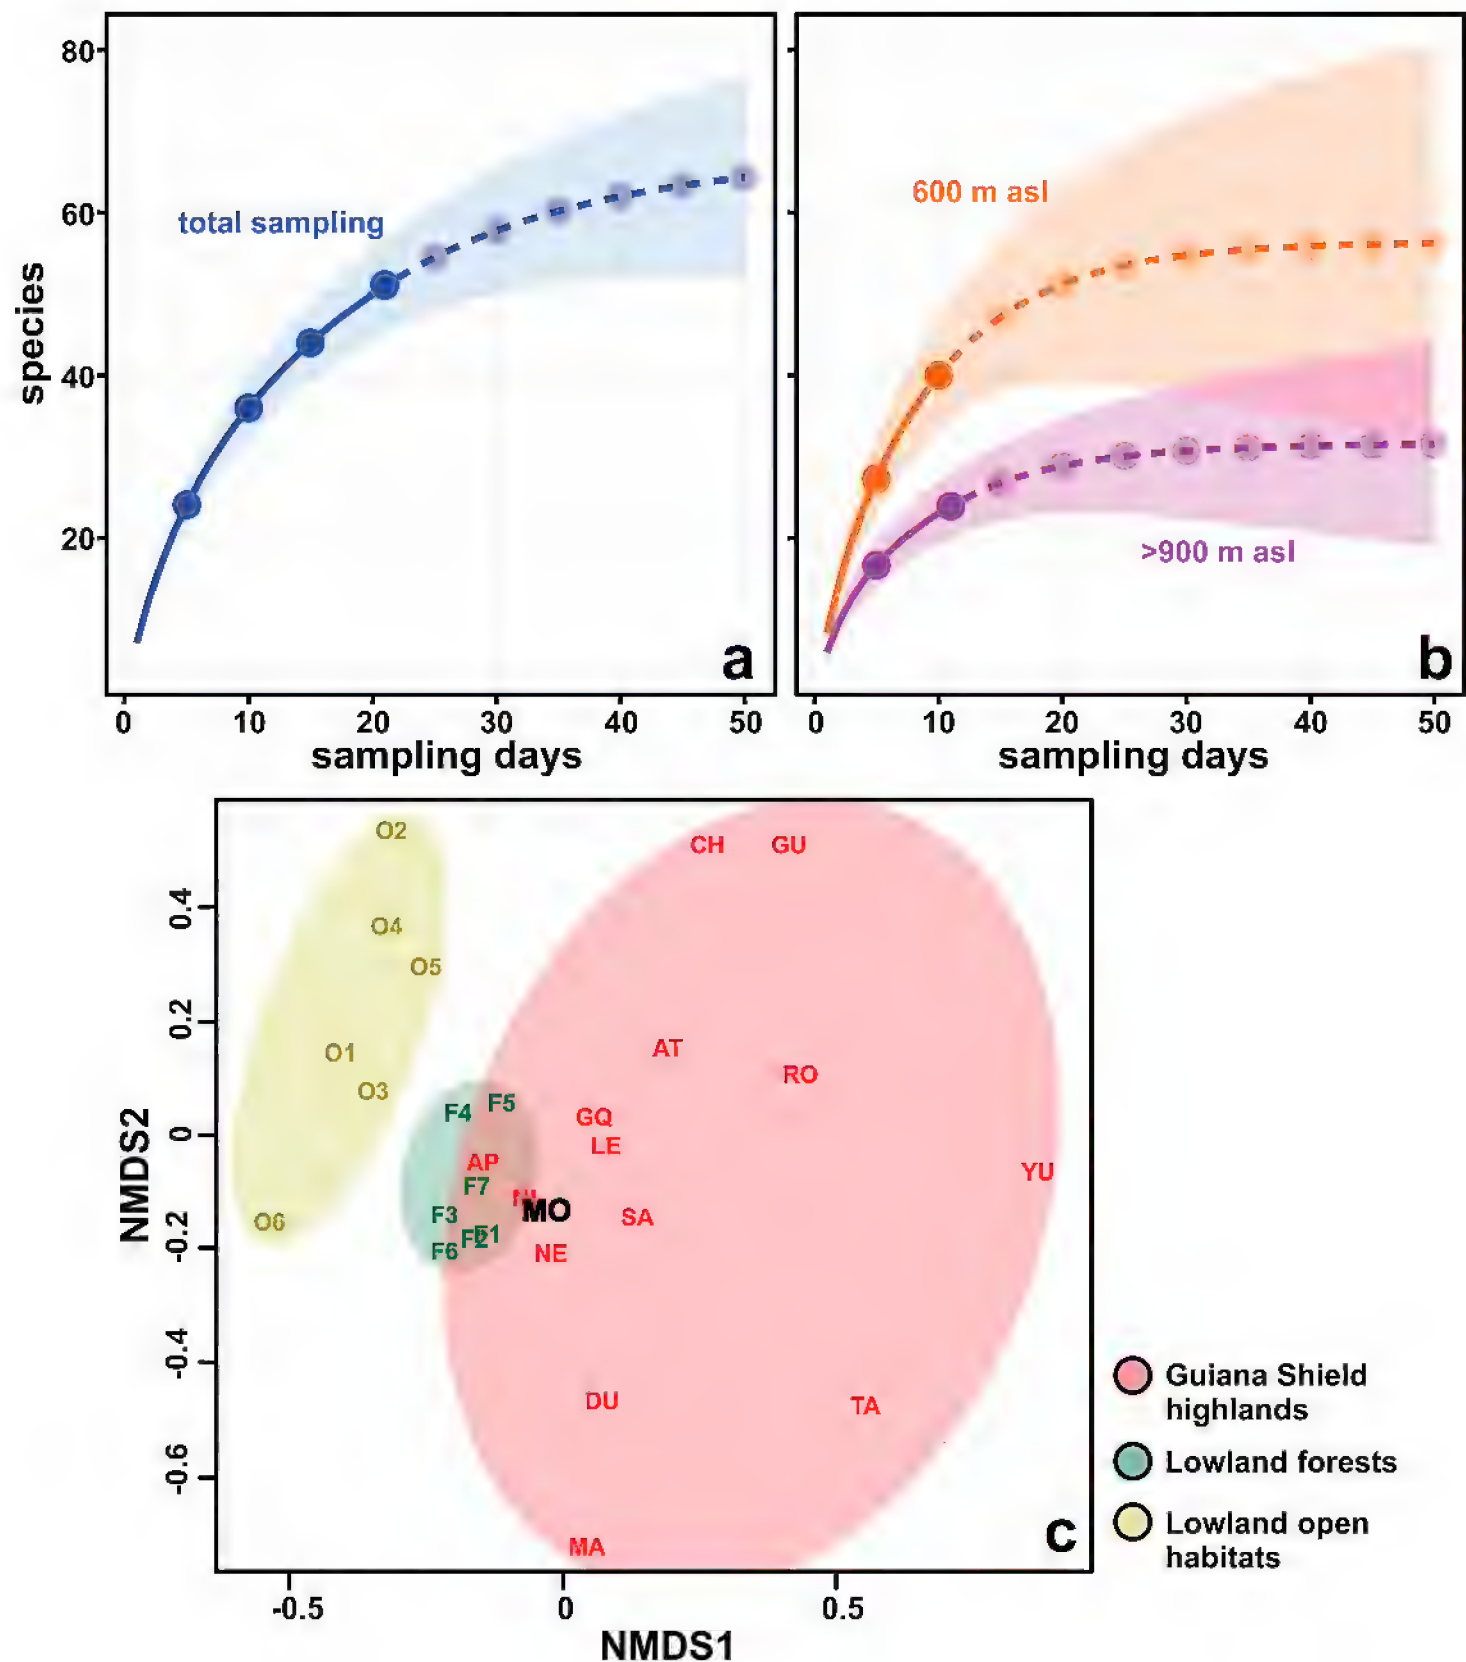 80
60
40
20
species
total sampling
a
0 10 20 30 40 50
sampling days
600 m asl
>900 m asl
b
0 10 20 30 40 50
sampling days
NMDS2
0.4
0.2
0
-0.2
-0.4
-0.6
O2
CH GU
O4
O5
AT
O1
RO
O3
F4 F5
GQ
LE
AP
YU
F7
MO
F3
SA
O6
F2 F1
F6
NE
DU
TA
MA
c
-0.5 0 0.5
NMDS1
Guiana Shield
highlands
Lowland forests
Lowland open
habitats